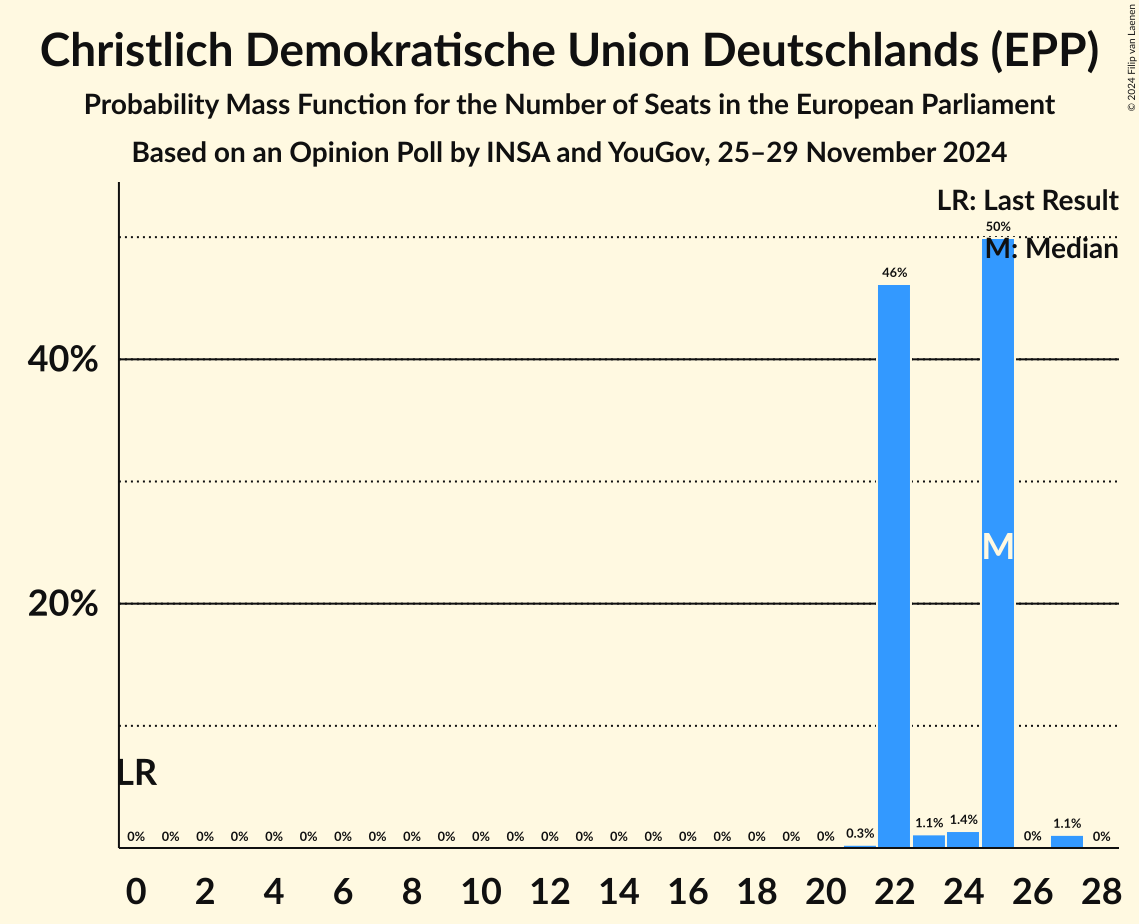 Christlich Demokratische Union Deutschlands (EPP)
Probability Mass Function for the Number of Seats in the European Parliament
Based on an Opinion Poll by INSA and YouGov, 25–29 November 2024
© 2024 Filip van Laenen
LR: Last Result
M: Median
50%
46%
40%
M
20%
LR
0% 0% 0% 0% 0% 0% 0% 0% 0% 0% 0% 0% 0% 0% 0% 0% 0% 0% 0% 0% 0% 0.3% 1.1% 1.4% 0% 1.1% 0%
0 2 4 6 8 10 12 14 16 18 20 22 24 26 28